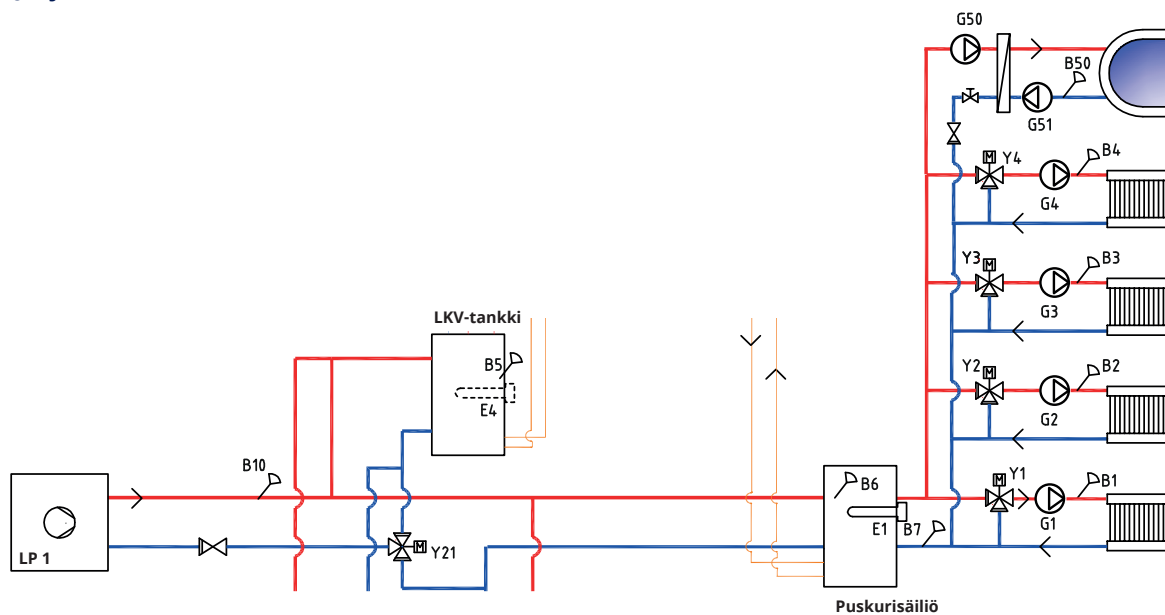 G50
B50
G51
Y4
B4
G4
Y3
B3
G3
LKV-tankki
B5
E4
Y2
B2
G2
B10
B6
Y1
B1
E1
B7
G1
LP 1
M
Y21
M
M
M
M
Puskurisäiliö